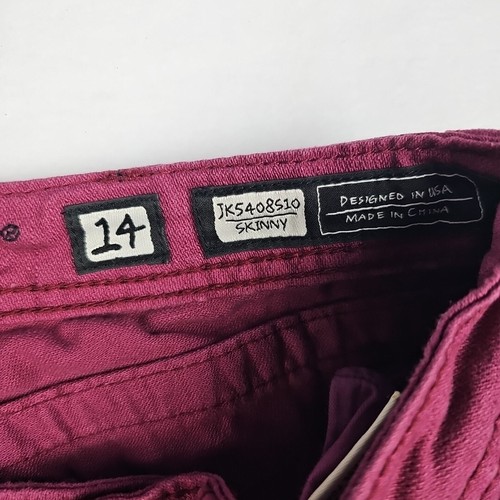 14
JK5408S10
SKINNY
DESIGNED IN USA
MADE IN CHINA